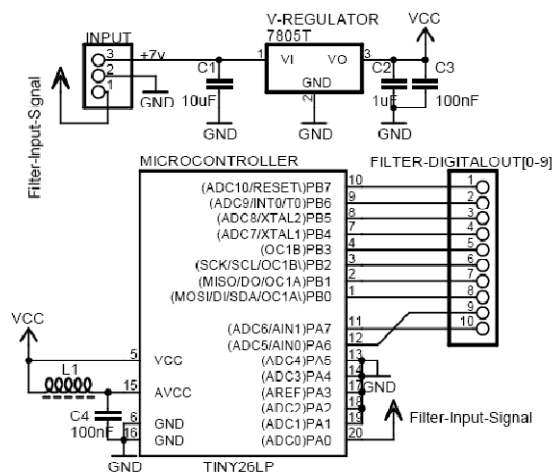 V-REGULATOR
7805T
VCC
INPUT
3 +7v
2
1
C1
10uF
GND
1 VI VO 3
GND
2
GND
C2
1uF
GND
C3
100nF
GND
Filter-Input-Signal
MICROCONTROLLER
FILTER-DIGITALOUT[0-9]
(ADC10/RESET\)PB7 10
(ADC9/INT0/T0)PB6 9
(ADC8/XTAL2)PB5 8
(ADC7/XTAL1)PB4 7
(OC1B)PB3 4
(SCK/SCL/OC1B\)PB2 3
(MISO/DO/OC1A)PB1 2
(MOSI/DI/SDA/OC1A\)PB0 1
(ADC6/AIN1)PA7 11
(ADC5/AIN0)PA6 12
(ADC4)PA5 13
(ADC3)PA4 14
(AREF)PA3 17
(ADC2)PA2 18
(ADC1)PA1 19
(ADC0)PA0 20
1
2
3
4
5
6
7
8
9
10
GND
Filter-Input-Signal
VCC
L1
C4
100nF
GND
5 VCC
15 AVCC
6 GND
16 GND
TINY26LP